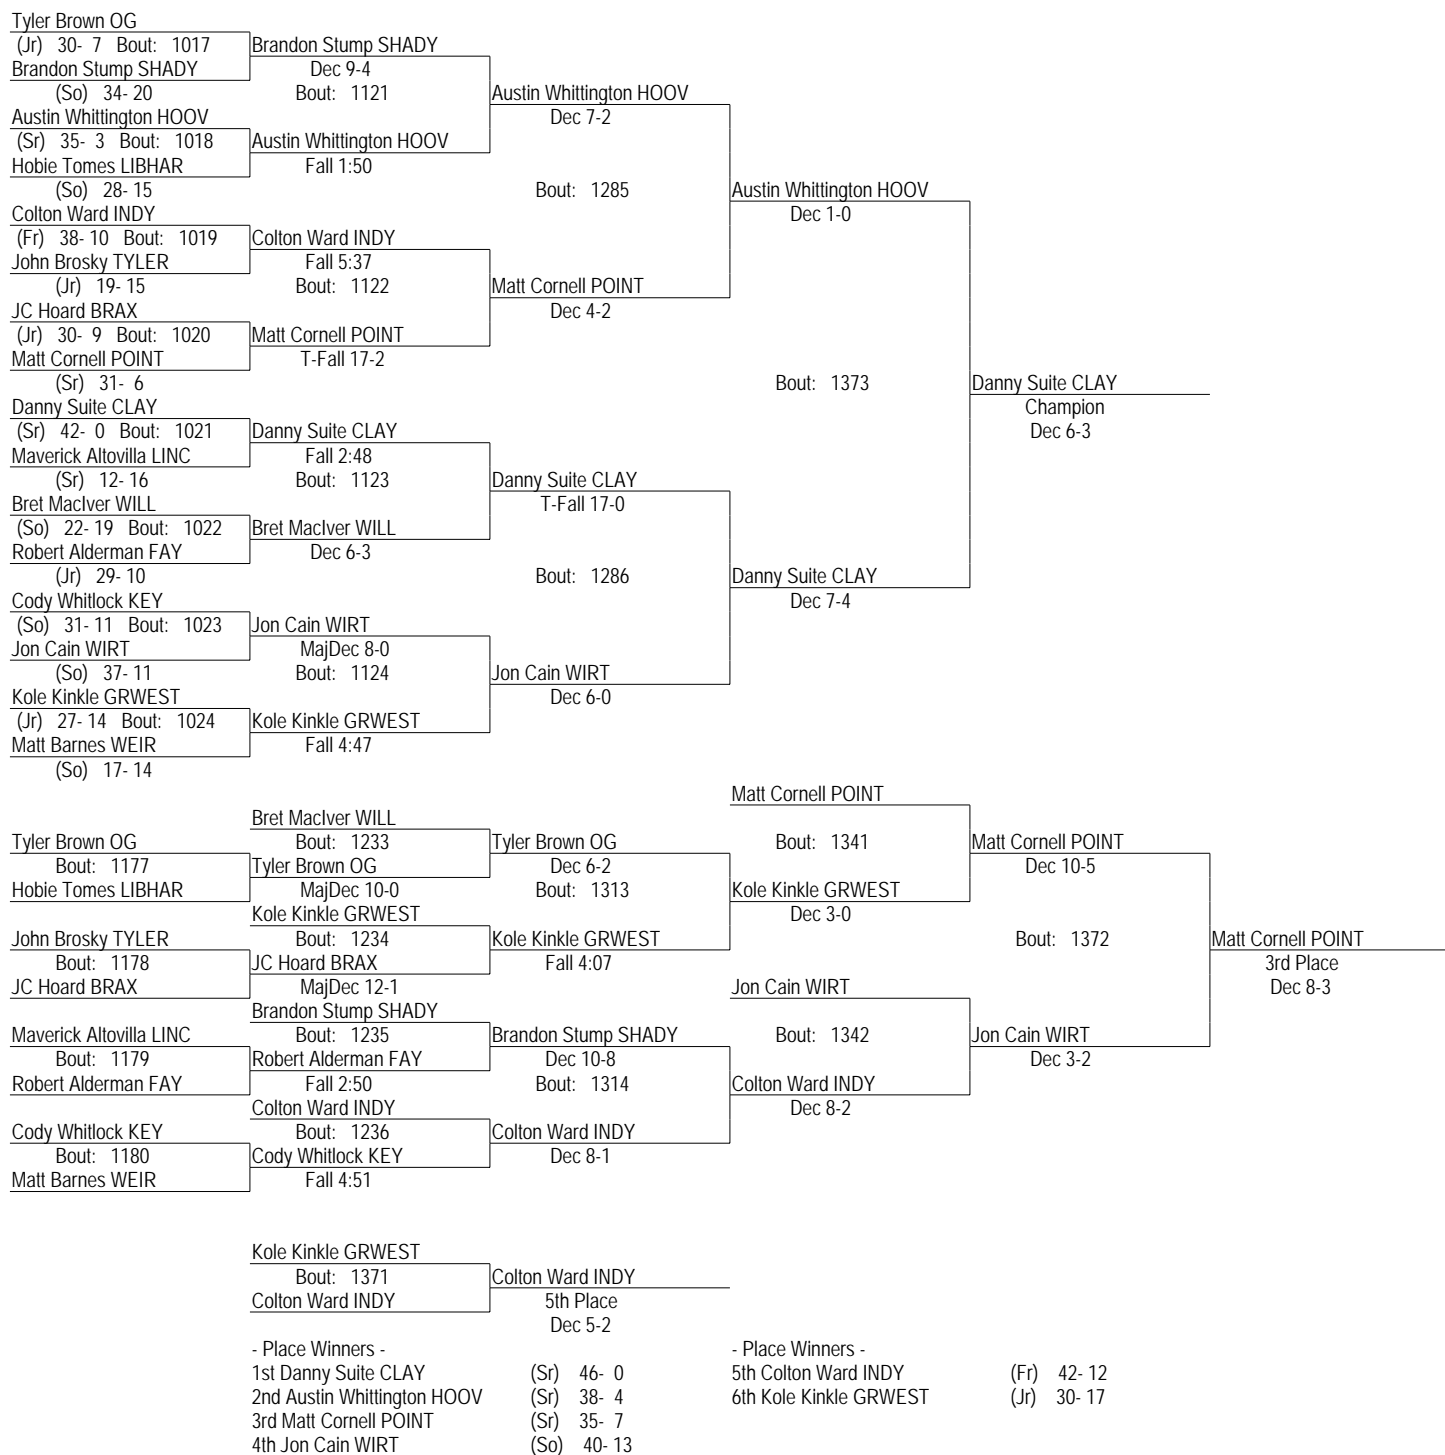 Tyler Brown OG
(Jr) 30- 7 Bout: 1017 Brandon Stump SHADY
Brandon Stump SHADY Dec 9-4
(So) 34- 20 Bout: 1121 Austin Whittington HOOV
Austin Whittington HOOV Dec 7-2
(Sr) 35- 3 Bout: 1018 Austin Whittington HOOV
Hobie Tomes LIBHAR Fall 1:50
(So) 28- 15 Bout: 1285 Austin Whittington HOOV
Colton Ward INDY Dec 1-0
(Fr) 38- 10 Bout: 1019 Colton Ward INDY
John Brosky TYLER Fall 5:37
(Jr) 19- 15 Bout: 1122 Matt Cornell POINT
JC Hoard BRAX Dec 4-2
(Jr) 30- 9 Bout: 1020 Matt Cornell POINT
Matt Cornell POINT T-Fall 17-2
(Sr) 31- 6 Bout: 1373 Danny Suite CLAY
Danny Suite CLAY Champion
(Sr) 42- 0 Bout: 1021 Danny Suite CLAY Dec 6-3
Maverick Altovilla LINC Fall 2:48
(Sr) 12- 16 Bout: 1123 Danny Suite CLAY
Bret MacIver WILL T-Fall 17-0
(So) 22- 19 Bout: 1022 Bret MacIver WILL
Robert Alderman FAY Dec 6-3
(Jr) 29- 10 Bout: 1286 Danny Suite CLAY
Cody Whitlock KEY Dec 7-4
(So) 31- 11 Bout: 1023 Jon Cain WIRT
Jon Cain WIRT MajDec 8-0
(So) 37- 11 Bout: 1124 Jon Cain WIRT
Kole Kinkle GRWEST Dec 6-0
(Jr) 27- 14 Bout: 1024 Kole Kinkle GRWEST
Matt Barnes WEIR Fall 4:47
(So) 17- 14
Matt Cornell POINT
Bret MacIver WILL
Tyler Brown OG Bout: 1233 Tyler Brown OG Bout: 1341 Matt Cornell POINT
Bout: 1177 Tyler Brown OG Dec 6-2 Dec 10-5
Hobie Tomes LIBHAR MajDec 10-0 Bout: 1313 Kole Kinkle GRWEST
Kole Kinkle GRWEST Dec 3-0
John Brosky TYLER Bout: 1234 Kole Kinkle GRWEST Bout: 1372 Matt Cornell POINT
Bout: 1178 JC Hoard BRAX Fall 4:07 3rd Place
JC Hoard BRAX MajDec 12-1 Jon Cain WIRT Dec 8-3
Brandon Stump SHADY
Maverick Altovilla LINC Bout: 1235 Brandon Stump SHADY Bout: 1342 Jon Cain WIRT
Bout: 1179 Robert Alderman FAY Dec 10-8 Dec 3-2
Robert Alderman FAY Fall 2:50 Bout: 1314 Colton Ward INDY
Colton Ward INDY Dec 8-2
Cody Whitlock KEY Bout: 1236 Colton Ward INDY
Bout: 1180 Cody Whitlock KEY Dec 8-1
Matt Barnes WEIR Fall 4:51
Kole Kinkle GRWEST
Bout: 1371 Colton Ward INDY
Colton Ward INDY 5th Place
Dec 5-2
- Place Winners - - Place Winners -
1st Danny Suite CLAY (Sr) 46- 0 5th Colton Ward INDY (Fr) 42- 12
2nd Austin Whittington HOOV (Sr) 38- 4 6th Kole Kinkle GRWEST (Jr) 30- 17
3rd Matt Cornell POINT (Sr) 35- 7
4th Jon Cain WIRT (So) 40- 13